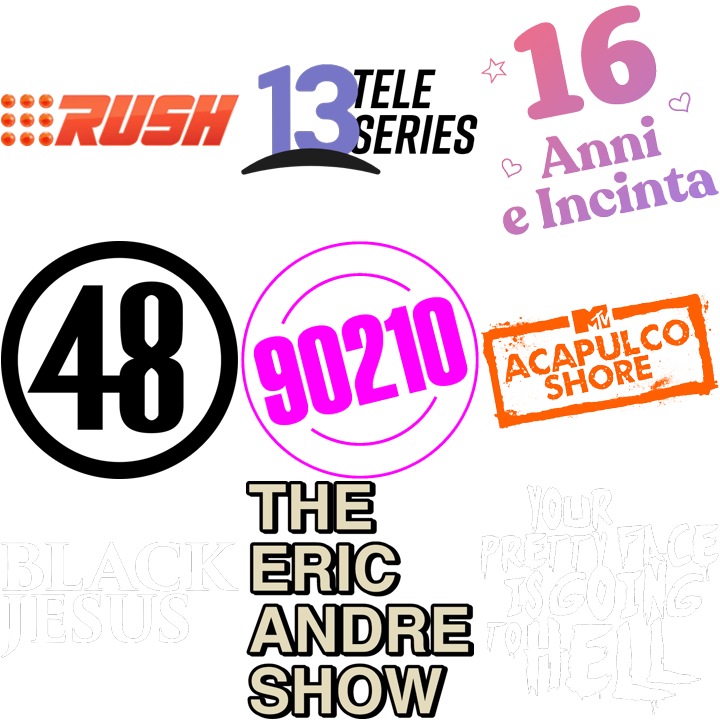 RUSH
13
TELE
SERIES
16
Anni
e Incinta
48
90210
MTV
ACAPULCO
SHORE
BLACK
JESUS
THE
ERIC
ANDRE
SHOW
YOUR
PRETTY FACE
IS GOING
TO HELL